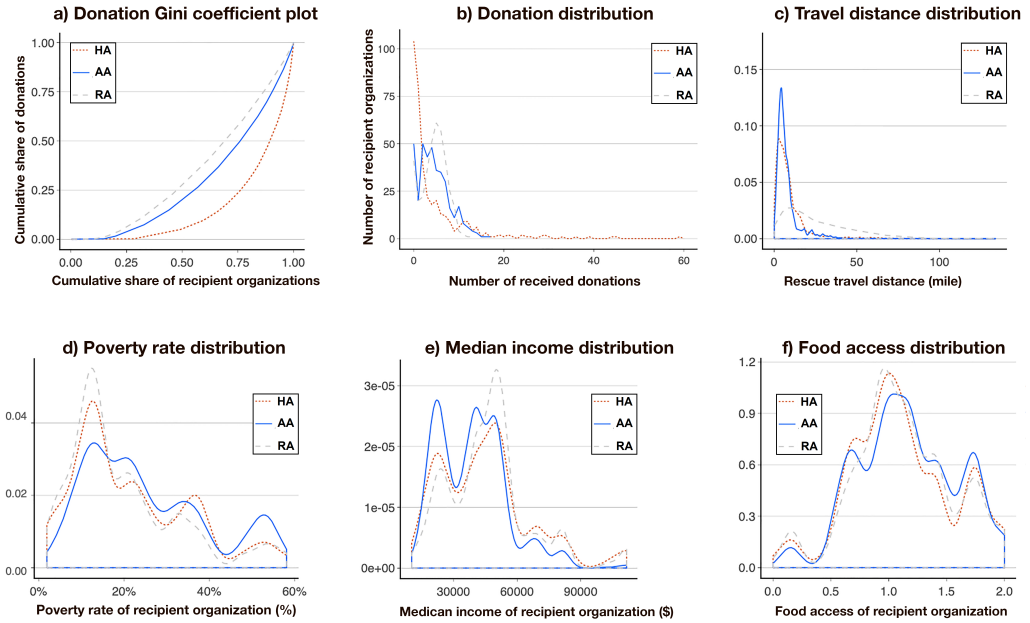 a) Donation Gini coefficient plot
1.00
0.75
0.50
0.25
0.00
HA
AA
RA
0.00 0.25 0.50 0.75 1.00
Cumulative share of donations
Cumulative share of recipient organizations
b) Donation distribution
100
75
50
25
0
HA
AA
RA
0 20 40 60
Number of recipient organizations
Number of received donations
c) Travel distance distribution
0.15
0.10
0.05
0.00
HA
AA
RA
0 50 100
Rescue travel distance (mile)
d) Poverty rate distribution
0.04
0.02
0.00
HA
AA
RA
0% 20% 40% 60%
Poverty rate of recipient organization (%)
e) Median income distribution
3e-05
2e-05
1e-05
0e+00
HA
AA
RA
30000 60000 90000
Medican income of recipient organization ($)
f) Food access distribution
1.2
0.9
0.6
0.3
0.0
HA
AA
RA
0.0 0.5 1.0 1.5 2.0
Food access of recipient organization